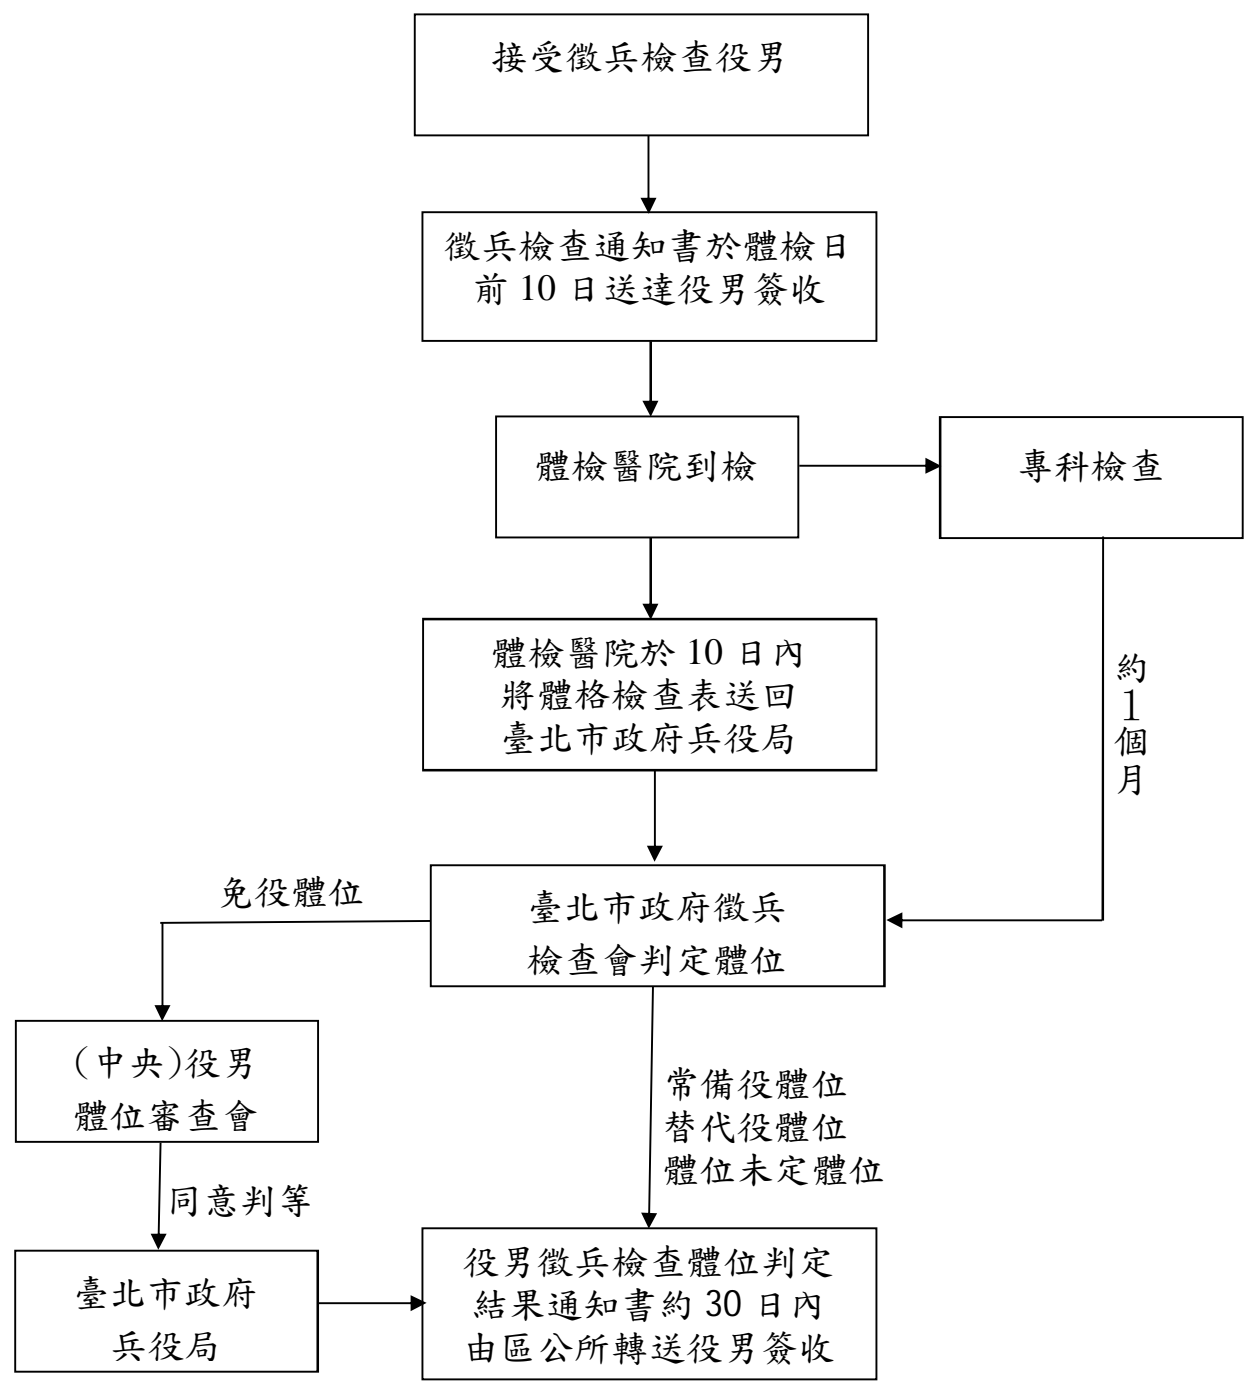 接受徵兵檢查役男
徵兵檢查通知書於體檢日
前 10 日送達役男簽收
體檢醫院到檢
專科檢查
體檢醫院於 10 日內
將體格檢查表送回
臺北市政府兵役局
約1個月
免役體位
臺北市政府徵兵
檢查會判定體位
(中央)役男
體位審查會
常備役體位
替代役體位
體位未定體位
同意判等
臺北市政府
兵役局
役男徵兵檢查體位判定
結果通知書約 30 日內
由區公所轉送役男簽收